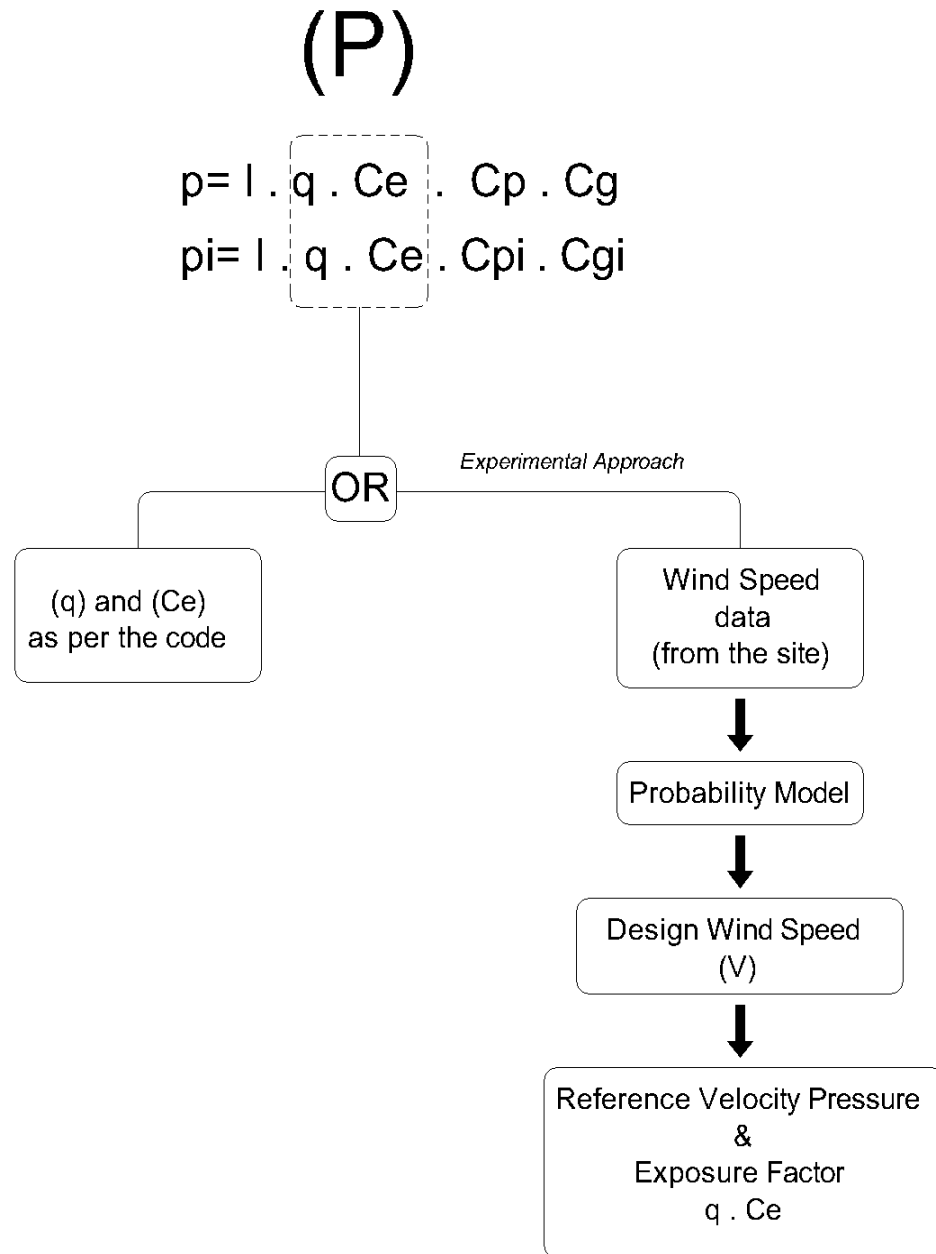 (P)
p= I . q . Ce . Cp . Cg
pi= I . q . Ce . Cpi . Cgi
OR
Experimental Approach
(q) and (Ce)
as per the code
Wind Speed
data
(from the site)
Probability Model
Design Wind Speed
(V)
Reference Velocity Pressure
&
Exposure Factor
q . Ce